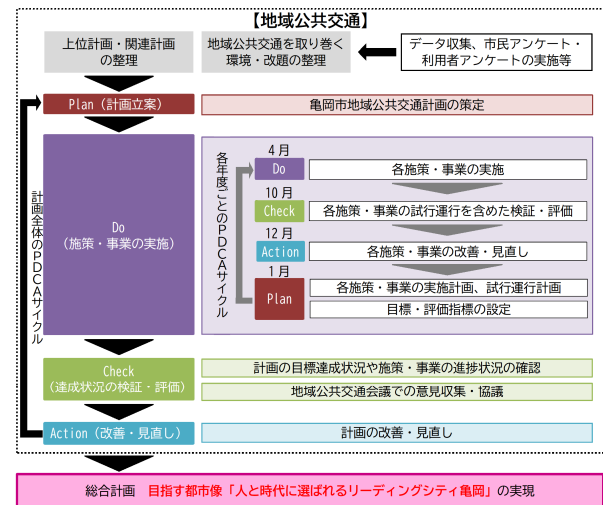 【地域公共交通】
上位計画・関連計画
の整理
地域公共交通を取り巻く
環境・改題の整理
データ収集、市民アンケート・
利用者アンケートの実施等
Plan（計画立案）
亀岡市地域公共交通計画の策定
計画全体のPDCAサイクル
Do
（施策・事業の実施）
各年度ごとのPDCAサイクル
4月
Do
各施策・事業の実施
10月
Check
各施策・事業の試行運行を含めた検証・評価
12月
Action
各施策・事業の改善・見直し
1月
Plan
各施策・事業の実施計画、試行運行計画
目標・評価指標の設定
Check
（達成状況の検証・評価）
計画の目標達成状況や施策・事業の進捗状況の確認
地域公共交通会議での意見収集・協議
Action（改善・見直し）
計画の改善・見直し
総合計画　目指す都市像「人と時代に選ばれるリーディングシティ亀岡」の実現